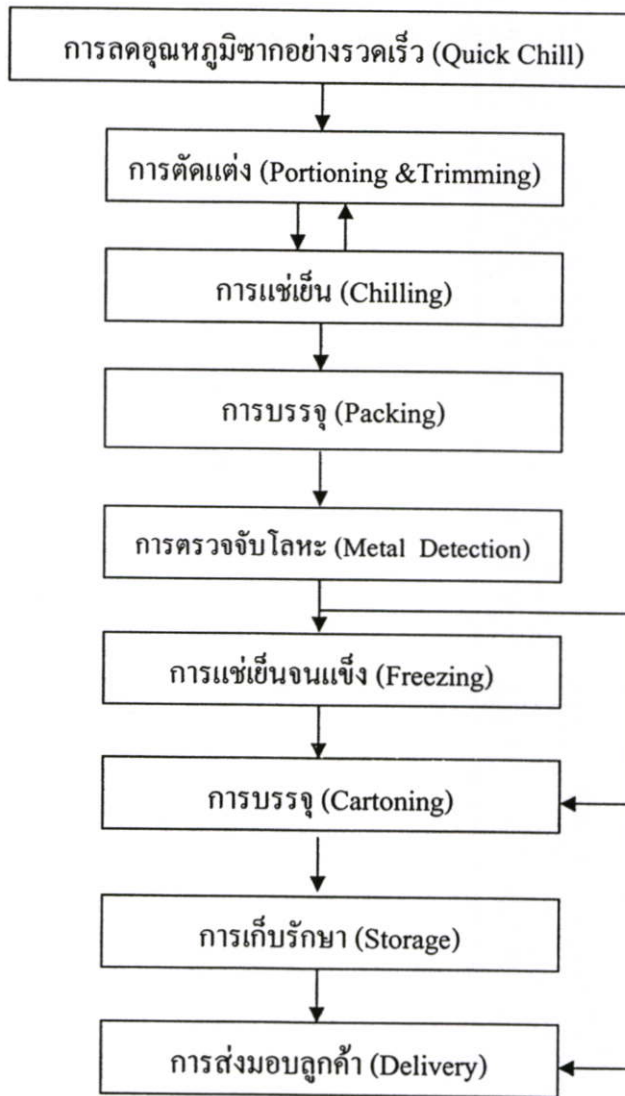 การลดอุณหภูมิซากอย่างรวดเร็ว (Quick Chill)
การตัดแต่ง (Portioning &Trimming)
การแช่เย็น (Chilling)
การบรรจุ (Packing)
การตรวจจับโลหะ (Metal Detection)
การแช่เย็นจนแข็ง (Freezing)
การบรรจุ (Cartoning)
การเก็บรักษา (Storage)
การส่งมอบลูกค้า (Delivery)